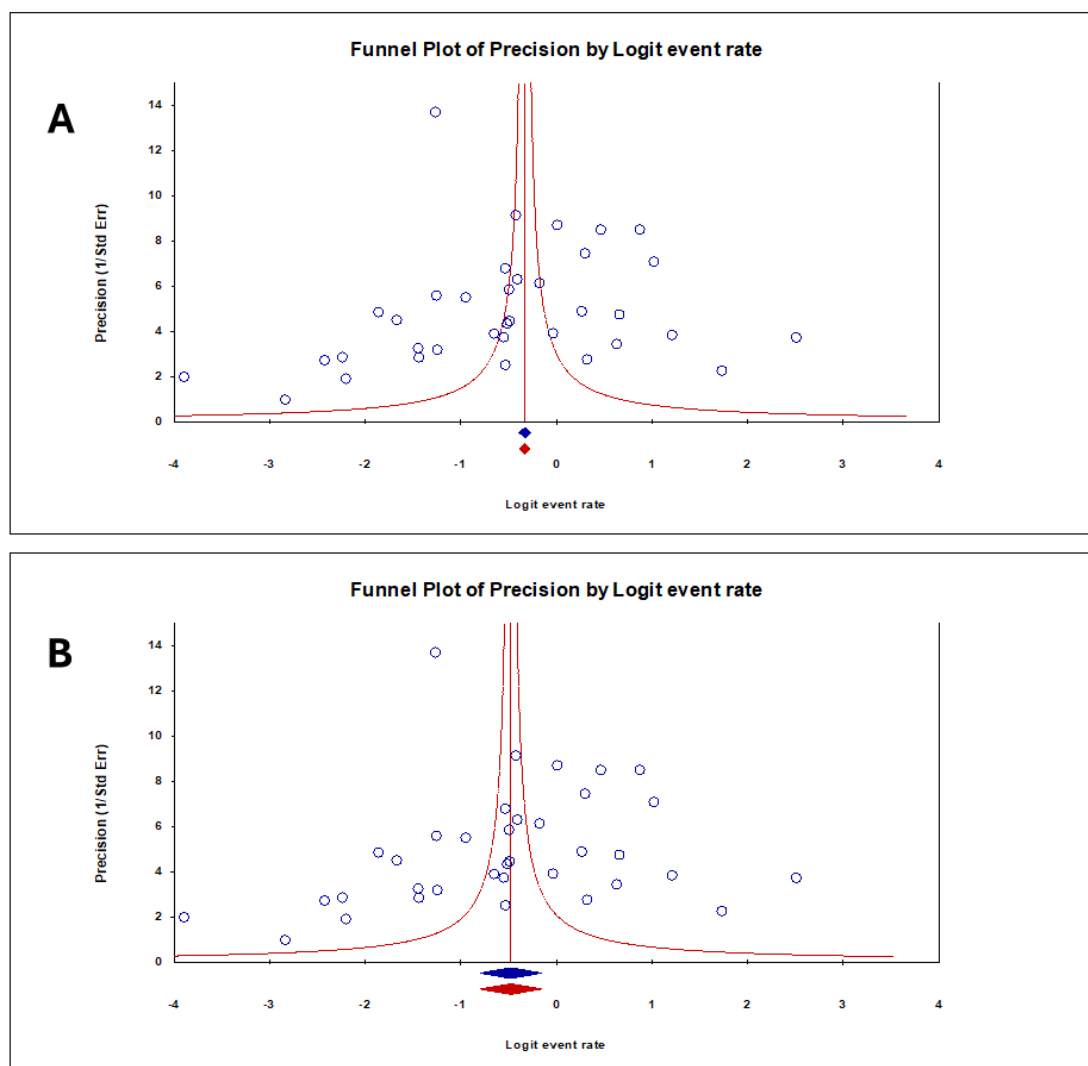 Funnel Plot of Precision by Logit event rate
A
14
12
10
8
6
4
2
0
Precision (1/Std Err)
-4 -3 -2 -1 0 1 2 3 4
Logit event rate
Funnel Plot of Precision by Logit event rate
B
14
12
10
8
6
4
2
0
Precision (1/Std Err)
-4 -3 -2 -1 0 1 2 3 4
Logit event rate